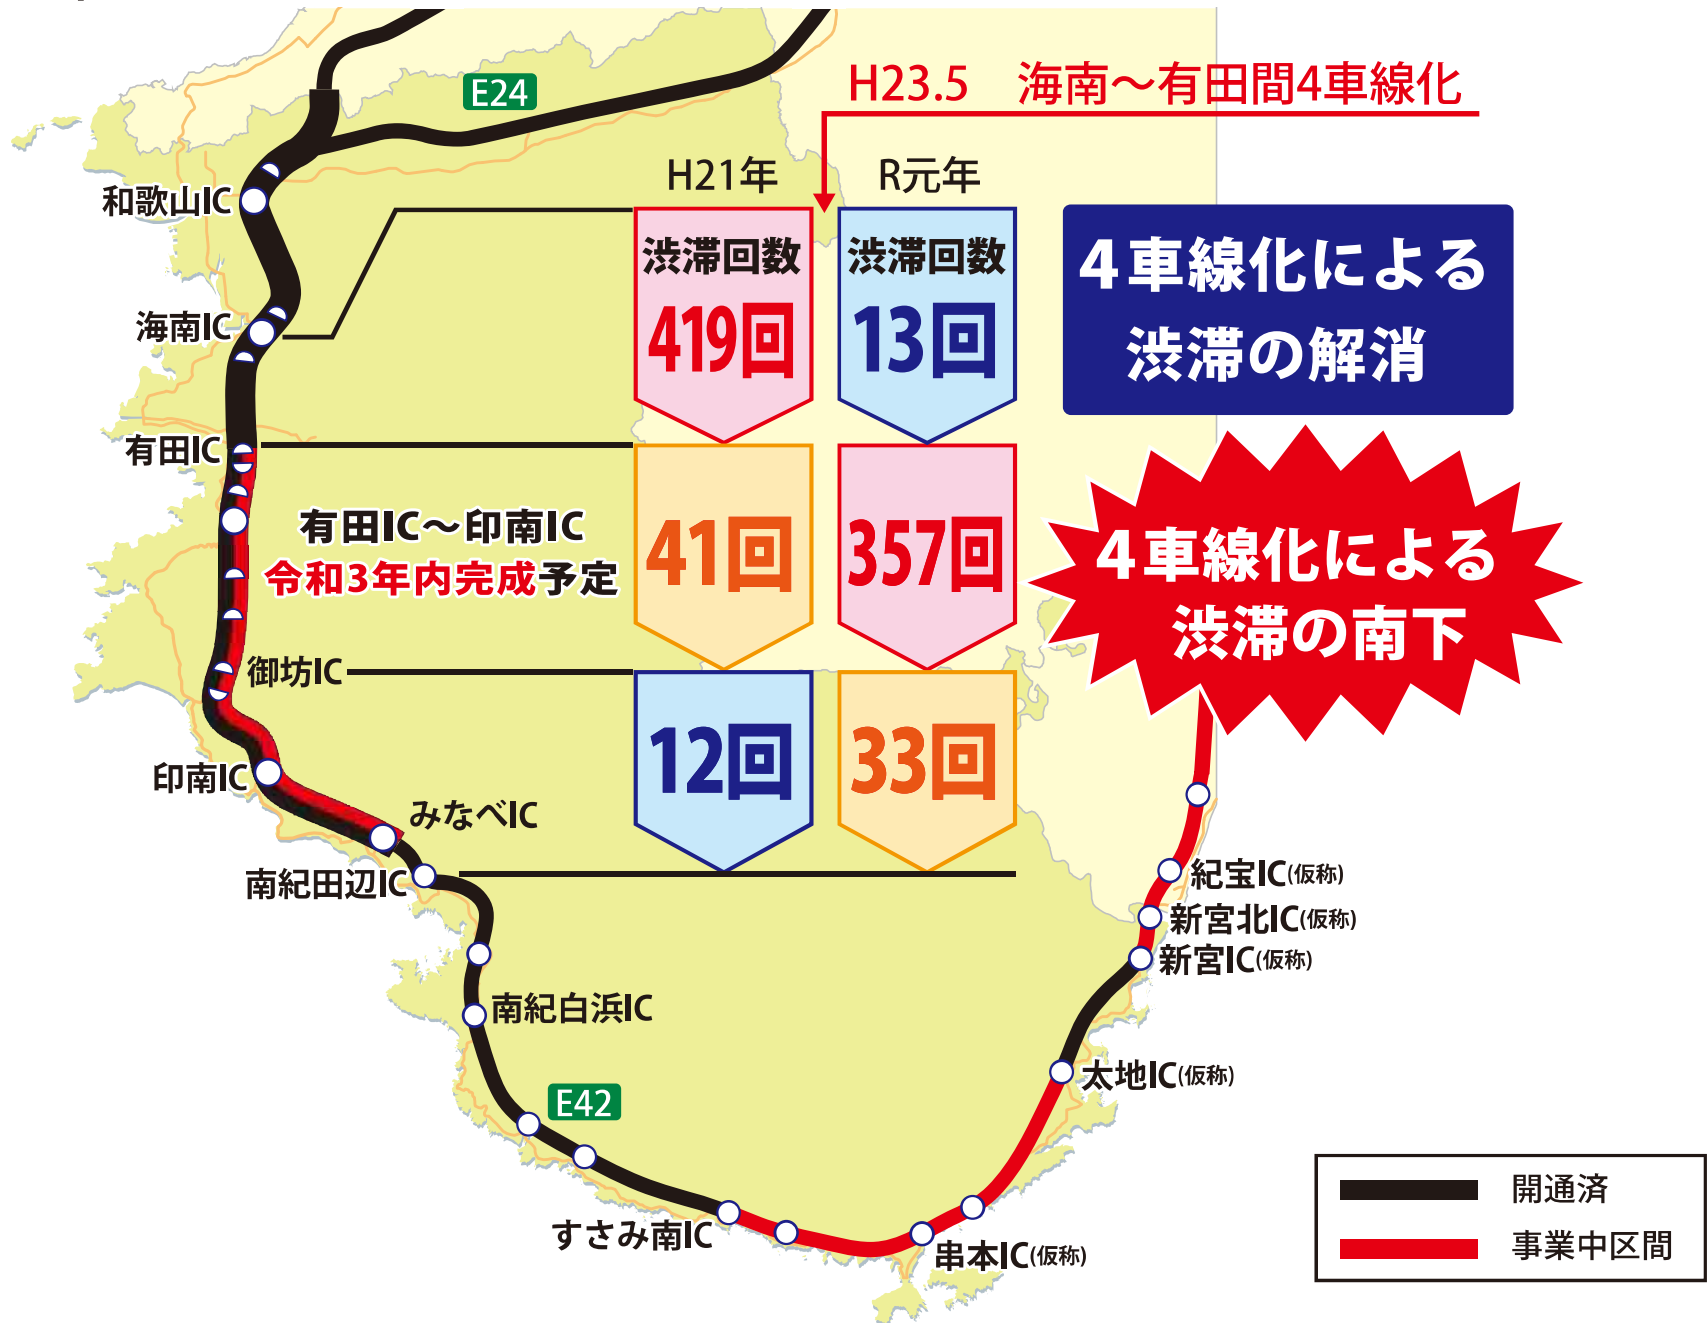 E24
H23.5 海南～有田間4車線化
H21年
R元年
和歌山IC
渋滞回数
419回
渋滞回数
13回
4車線化による
渋滞の解消
海南IC
有田IC
有田IC～印南IC
令和3年内完成予定
41回
357回
4車線化による
渋滞の南下
御坊IC
12回
33回
印南IC
みなべIC
南紀田辺IC
紀宝IC(仮称)
新宮北IC(仮称)
新宮IC(仮称)
南紀白浜IC
太地IC(仮称)
E42
すさみ南IC
串本IC(仮称)
開通済
事業中区間